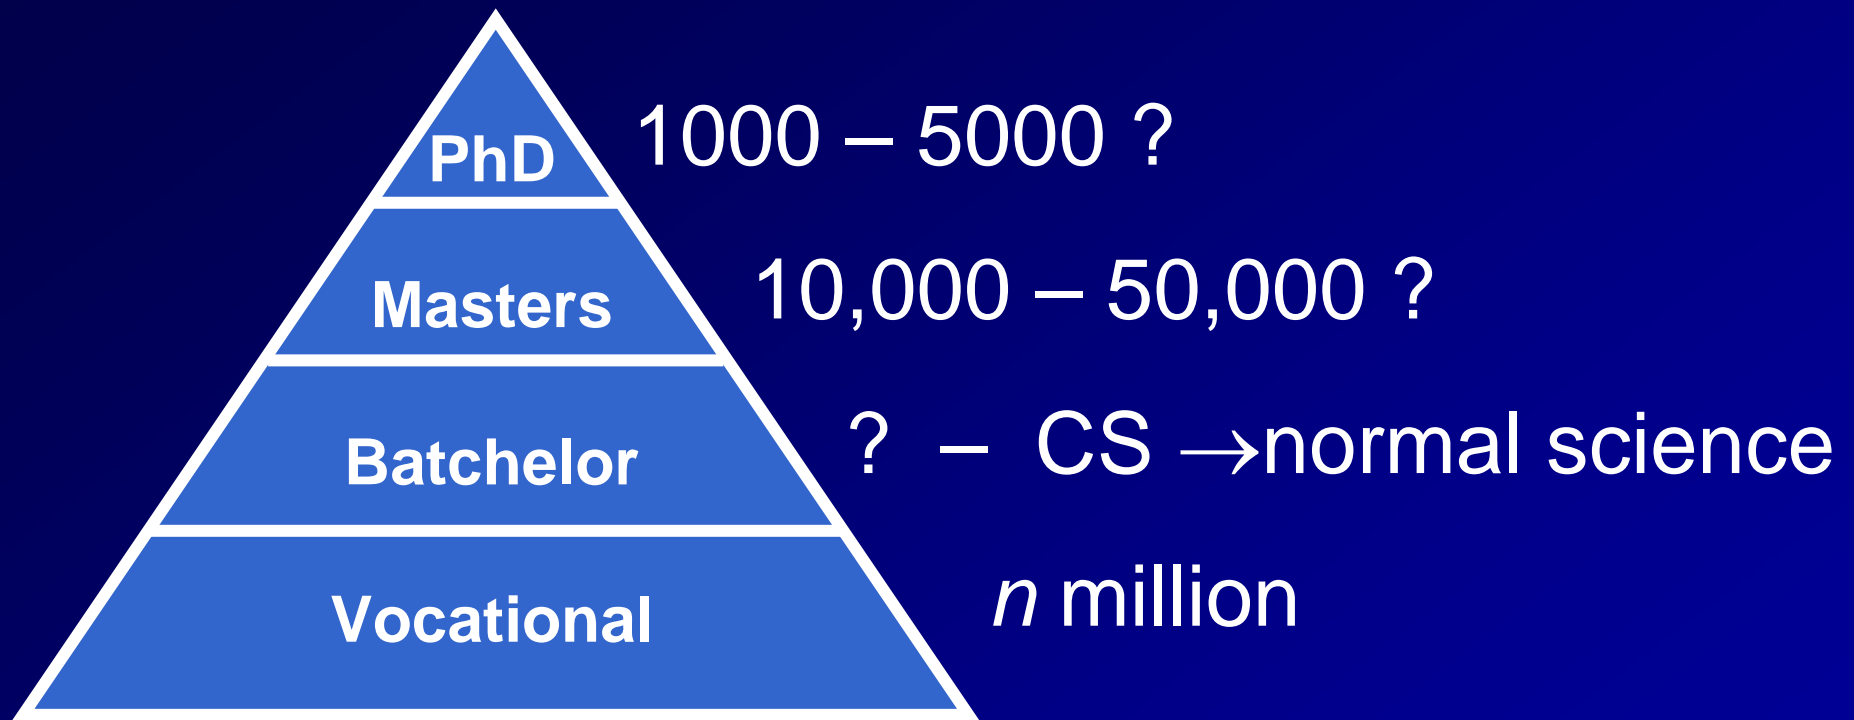 PhD 1000 – 5000 ?
Masters 10,000 – 50,000 ?
Batchelor ? – CS →normal science
Vocational n million